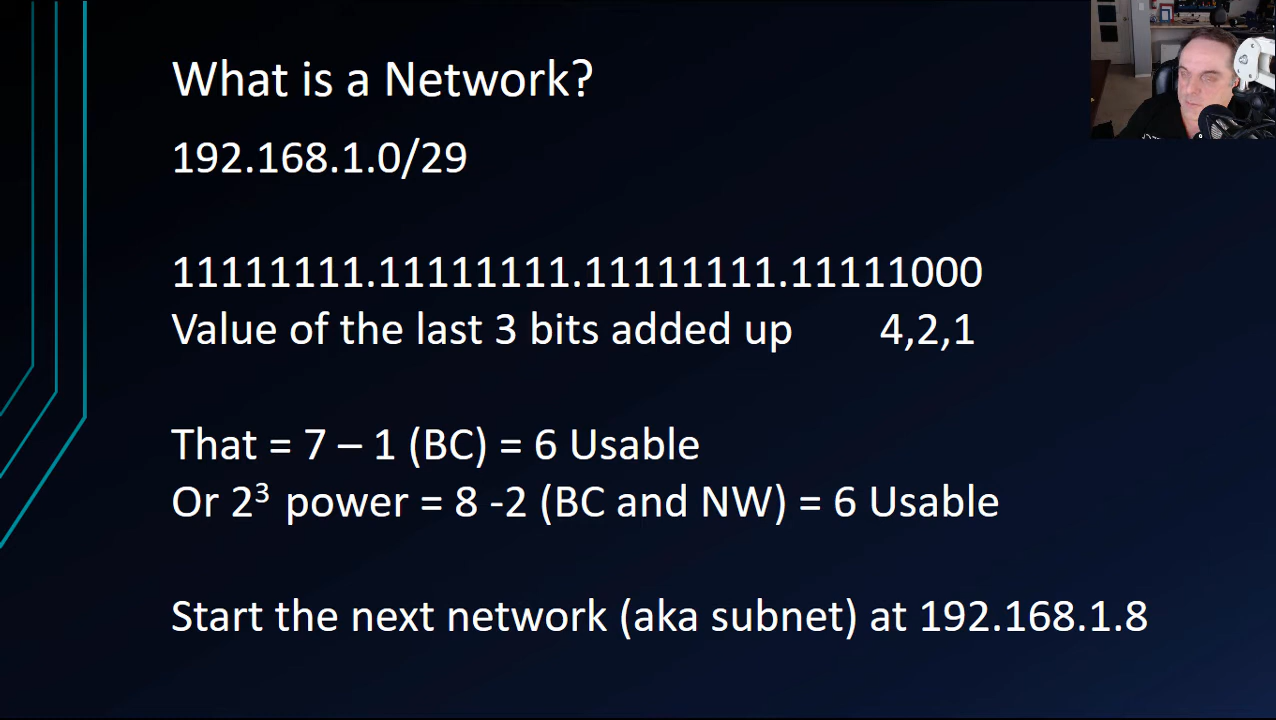 What is a Network?
192.168.1.0/29
11111111.11111111.11111111.11111000
Value of the last 3 bits added up 4,2,1
That = 7 – 1 (BC) = 6 Usable
Or 2³ power = 8 -2 (BC and NW) = 6 Usable
Start the next network (aka subnet) at 192.168.1.8